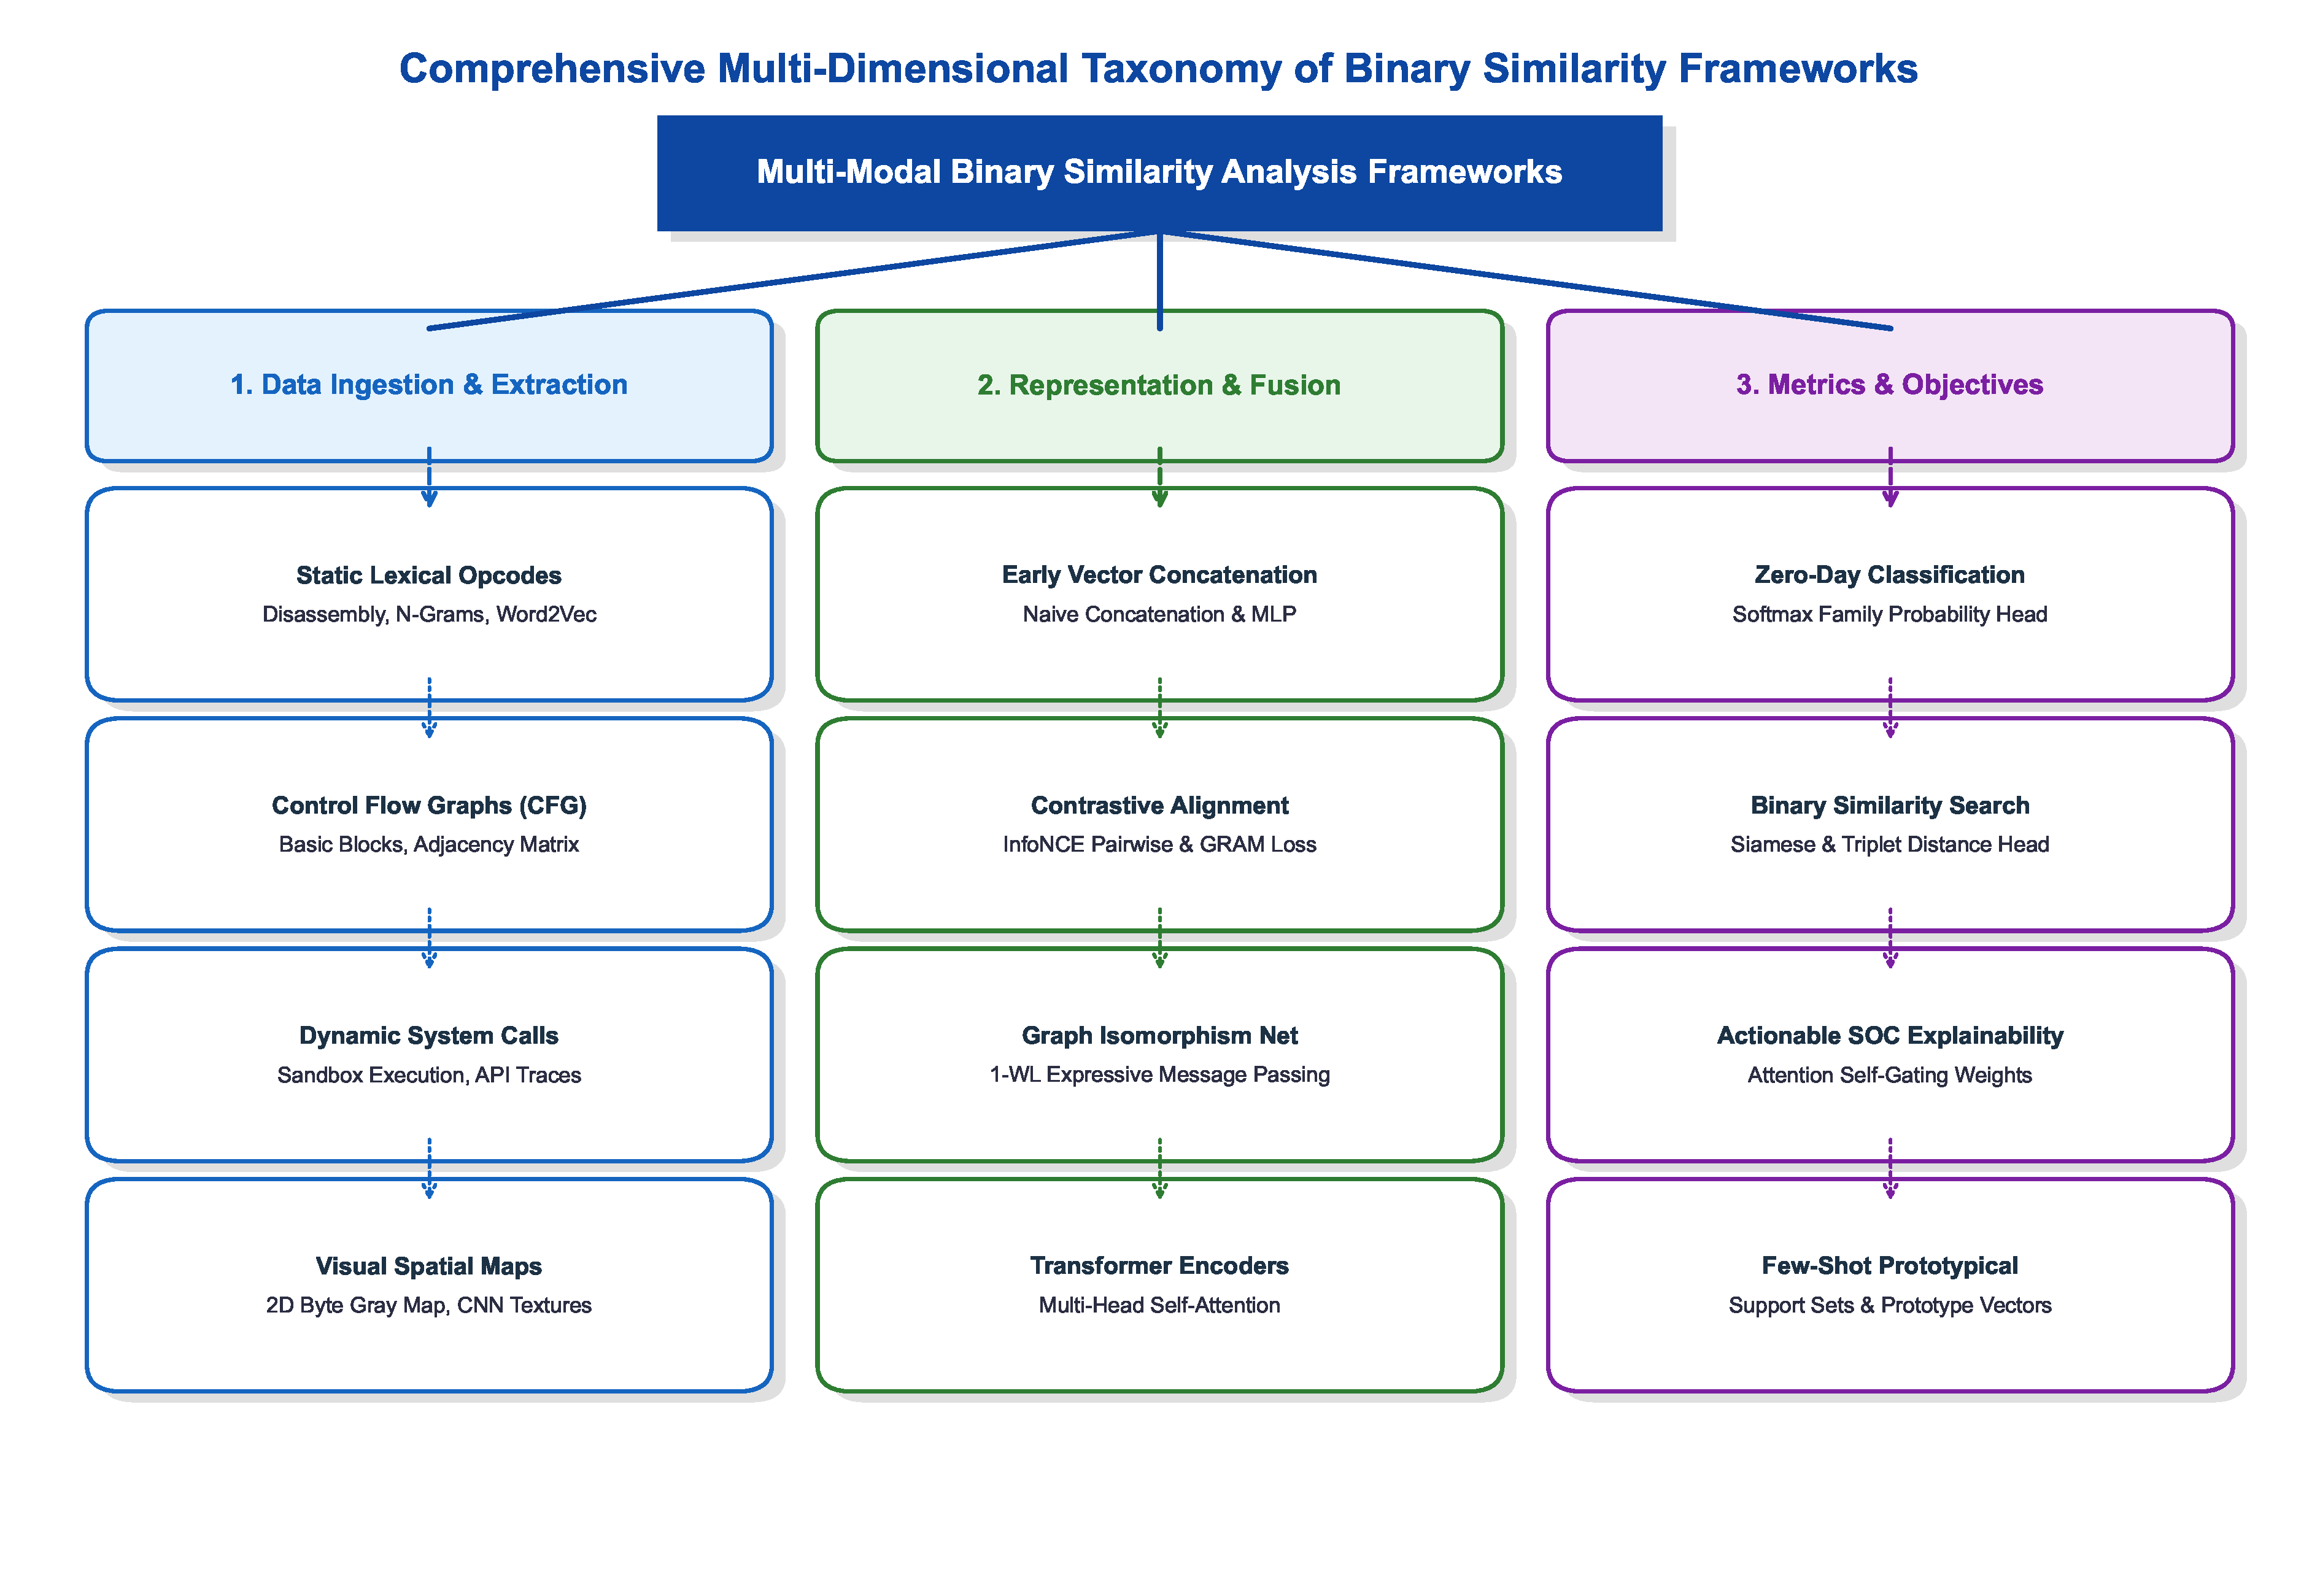 Comprehensive Multi-Dimensional Taxonomy of Binary Similarity Frameworks
Multi-Modal Binary Similarity Analysis Frameworks
1. Data Ingestion & Extraction
Static Lexical Opcodes
Disassembly, N-Grams, Word2Vec
Control Flow Graphs (CFG)
Basic Blocks, Adjacency Matrix
Dynamic System Calls
Sandbox Execution, API Traces
Visual Spatial Maps
2D Byte Gray Map, CNN Textures
2. Representation & Fusion
Early Vector Concatenation
Naive Concatenation & MLP
Contrastive Alignment
InfoNCE Pairwise & GRAM Loss
Graph Isomorphism Net
1-WL Expressive Message Passing
Transformer Encoders
Multi-Head Self-Attention
3. Metrics & Objectives
Zero-Day Classification
Softmax Family Probability Head
Binary Similarity Search
Siamese & Triplet Distance Head
Actionable SOC Explainability
Attention Self-Gating Weights
Few-Shot Prototypical
Support Sets & Prototype Vectors